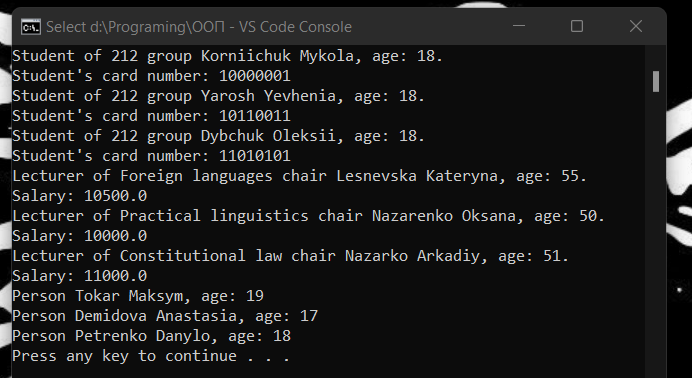 Select d:\Programing\ООП - VS Code Console
Student of 212 group Korniichuk Mykola, age: 18.
Student's card number: 10000001
Student of 212 group Yarosh Yevhenia, age: 18.
Student's card number: 10110011
Student of 212 group Dybchuk Oleksii, age: 18.
Student's card number: 11010101
Lecturer of Foreign languages chair Lesnevska Kateryna, age: 55.
Salary: 10500.0
Lecturer of Practical linguistics chair Nazarenko Oksana, age: 50.
Salary: 10000.0
Lecturer of Constitutional law chair Nazarko Arkadiy, age: 51.
Salary: 11000.0
Person Tokar Maksym, age: 19
Person Demidova Anastasia, age: 17
Person Petrenko Danylo, age: 18
Press any key to continue . . .